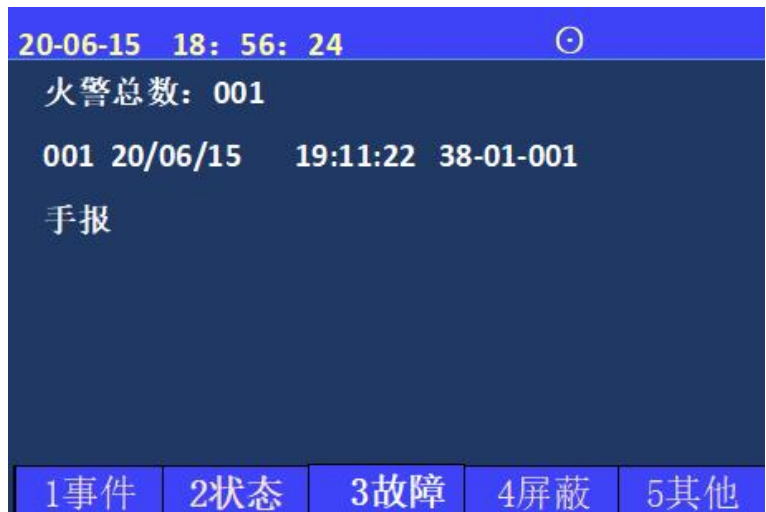 20-06-15 18：56：24
火警总数：001
001 20/06/15 19:11:22 38-01-001
手报
1事件 2状态 3故障 4屏蔽 5其他